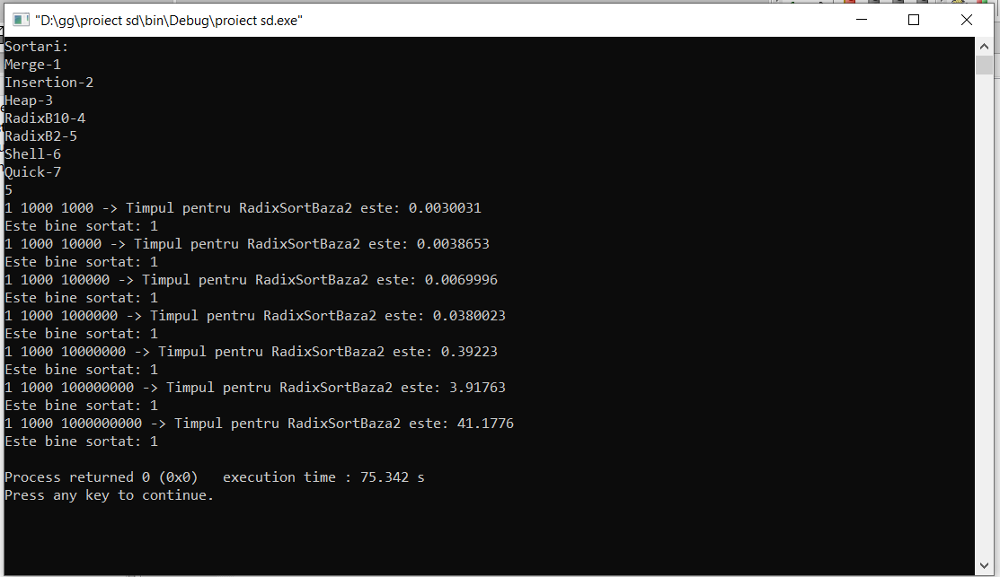 "D:\gg\proiect sd\bin\Debug\proiect sd.exe"
Sortari:
Merge-1
Insertion-2
Heap-3
RadixB10-4
RadixB2-5
Shell-6
Quick-7
5
1 1000 1000 -> Timpul pentru RadixSortBaza2 este: 0.0030031
Este bine sortat: 1
1 1000 10000 -> Timpul pentru RadixSortBaza2 este: 0.0038653
Este bine sortat: 1
1 1000 100000 -> Timpul pentru RadixSortBaza2 este: 0.0069996
Este bine sortat: 1
1 1000 1000000 -> Timpul pentru RadixSortBaza2 este: 0.0380023
Este bine sortat: 1
1 1000 10000000 -> Timpul pentru RadixSortBaza2 este: 0.39223
Este bine sortat: 1
1 1000 100000000 -> Timpul pentru RadixSortBaza2 este: 3.91763
Este bine sortat: 1
1 1000 1000000000 -> Timpul pentru RadixSortBaza2 este: 41.1776
Este bine sortat: 1
Process returned 0 (0x0)   execution time : 75.342 s
Press any key to continue.